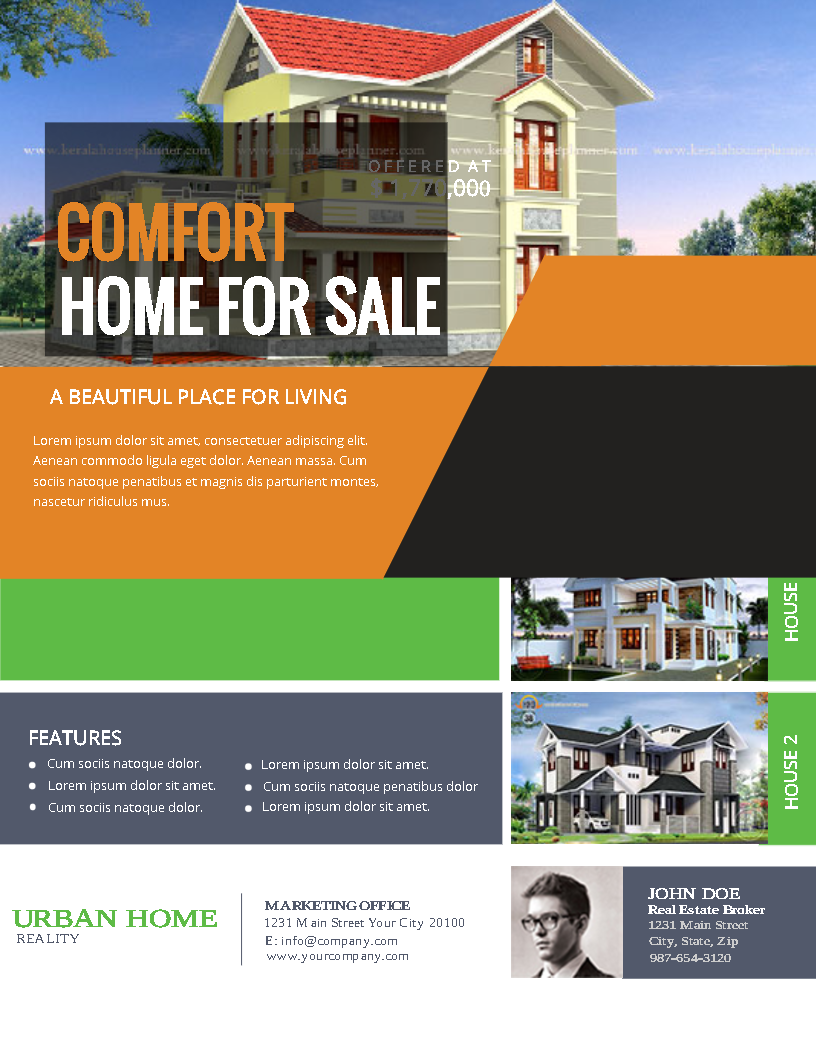 www.keralahouseplanner.com www.keralahouseplanner.com www.keralahouseplanner.com
OFFERED AT
$ 1,770,000
COMFORT
HOME FOR SALE
A BEAUTIFUL PLACE FOR LIVING
Lorem ipsum dolor sit amet, consectetuer adipiscing elit.
Aenean commodo ligula eget dolor. Aenean massa. Cum
sociis natoque penatibus et magnis dis parturient montes,
nascetur ridiculus mus.
HOUSE
HOUSE 2
FEATURES
Cum sociis natoque dolor.
Lorem ipsum dolor sit amet.
Cum sociis natoque dolor.
Lorem ipsum dolor sit amet.
Cum sociis natoque penatibus dolor
Lorem ipsum dolor sit amet.
URBAN HOME
REALITY
MARKETING OFFICE
1231 Main Street Your City 20100
E: info@company.com
www.yourcompany.com
JOHN DOE
Real Estate Broker
1231 Main Street
City, State, Zip
987-654-3120